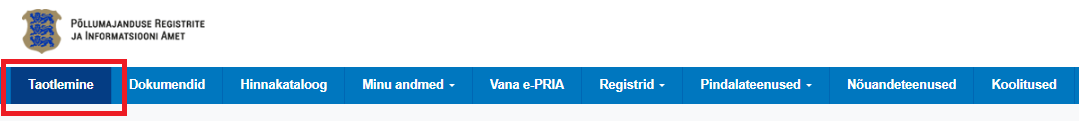 PÕLLUMAJANDUSE REGISTRITE
JA INFORMATSIOONI AMET
Taotlemine Dokumendid Hinnakataloog Minu andmed Vana e-PRIA Registrid Pindalateenused Nõuandeteenused Koolitused